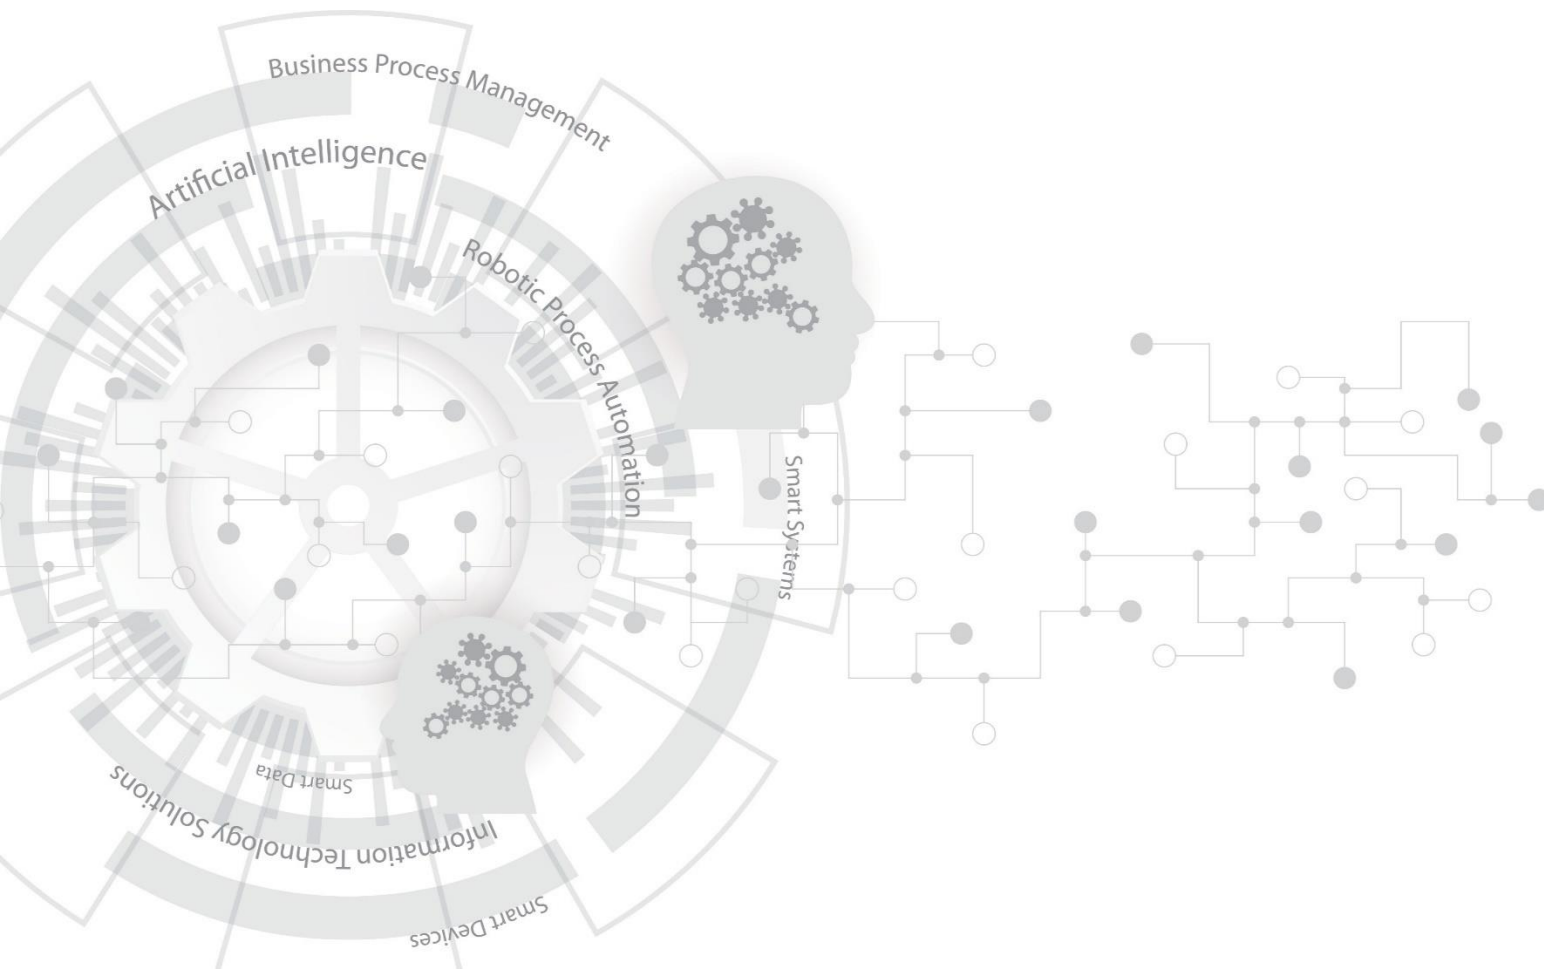 Business Process Management
Artificial Intelligence
Robotic Process Automation
Smart Systems
Smart Data
Information Technology Solutions
Smart Devices